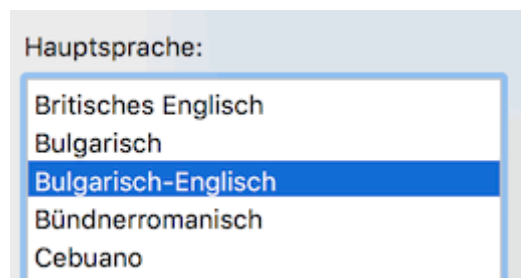 Hauptsprache:
Britisches Englisch
Bulgarisch
Bulgarisch-Englisch
Bündnerromanisch
Cebuano